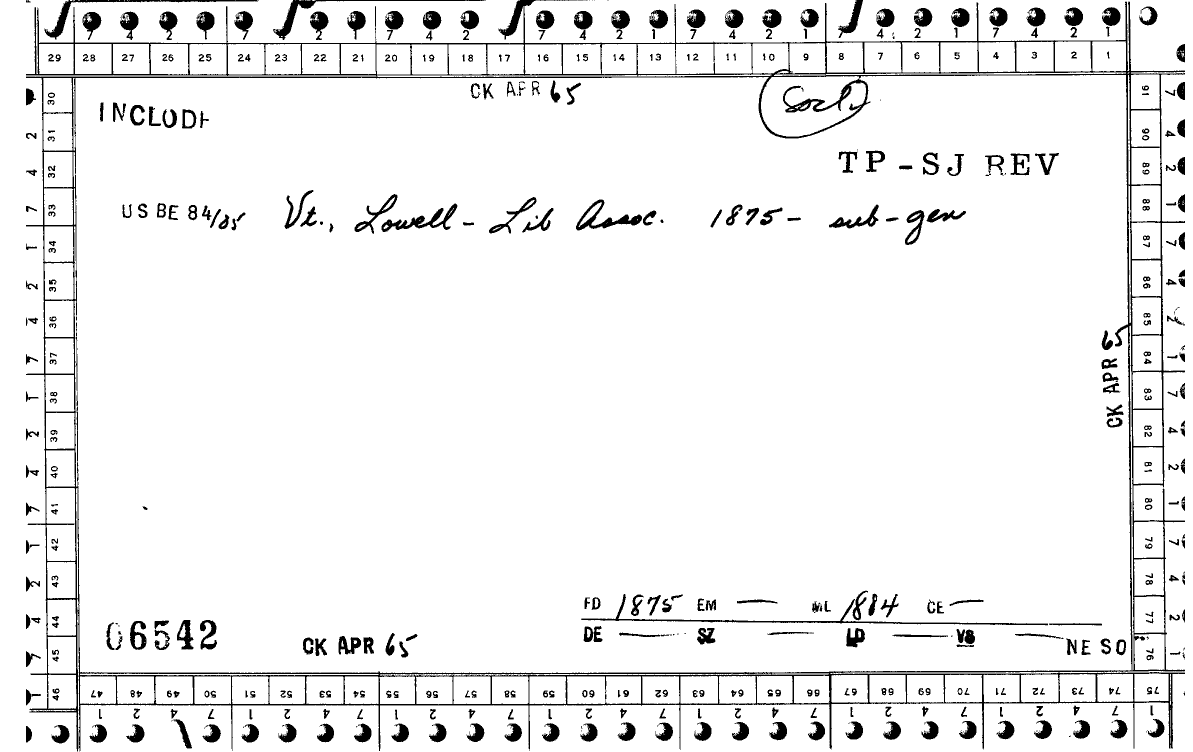 7 4 2 1 7 2 1 7 4 2 7 4 2 1 7 4 2 1 7 4 2 1 7 4 2 1
29 28 27 26 25 24 23 22 21 20 19 18 17 16 15 14 13 12 11 10 9 8 7 6 5 4 3 2 1
CK APR 65
INCLUDE
TP-SJ REV
US BE 84/85 Vt., Lowell - Lib Assoc. 1875 - sub-gen
CK APR 65
FD 1875 EM — ML 1884 CE —
06542 CK APR 65
DE — SZ — LD — VS — NE SO
30 31 32 33 34 35 36 37 38 39 40 41 42 43 44 45 46
91 90 89 88 87 86 85 84 83 82 81 80 79 78 77 76
47 48 49 50 51 52 53 54 55 56 57 58 59 60 61 62 63 64 65 66 67 68 69 70 71 72 73 74 75
1 2 4 7 1 2 4 7 1 2 4 7 1 2 4 7 1 2 4 7 1 2 4 7 1 2 4 7 1